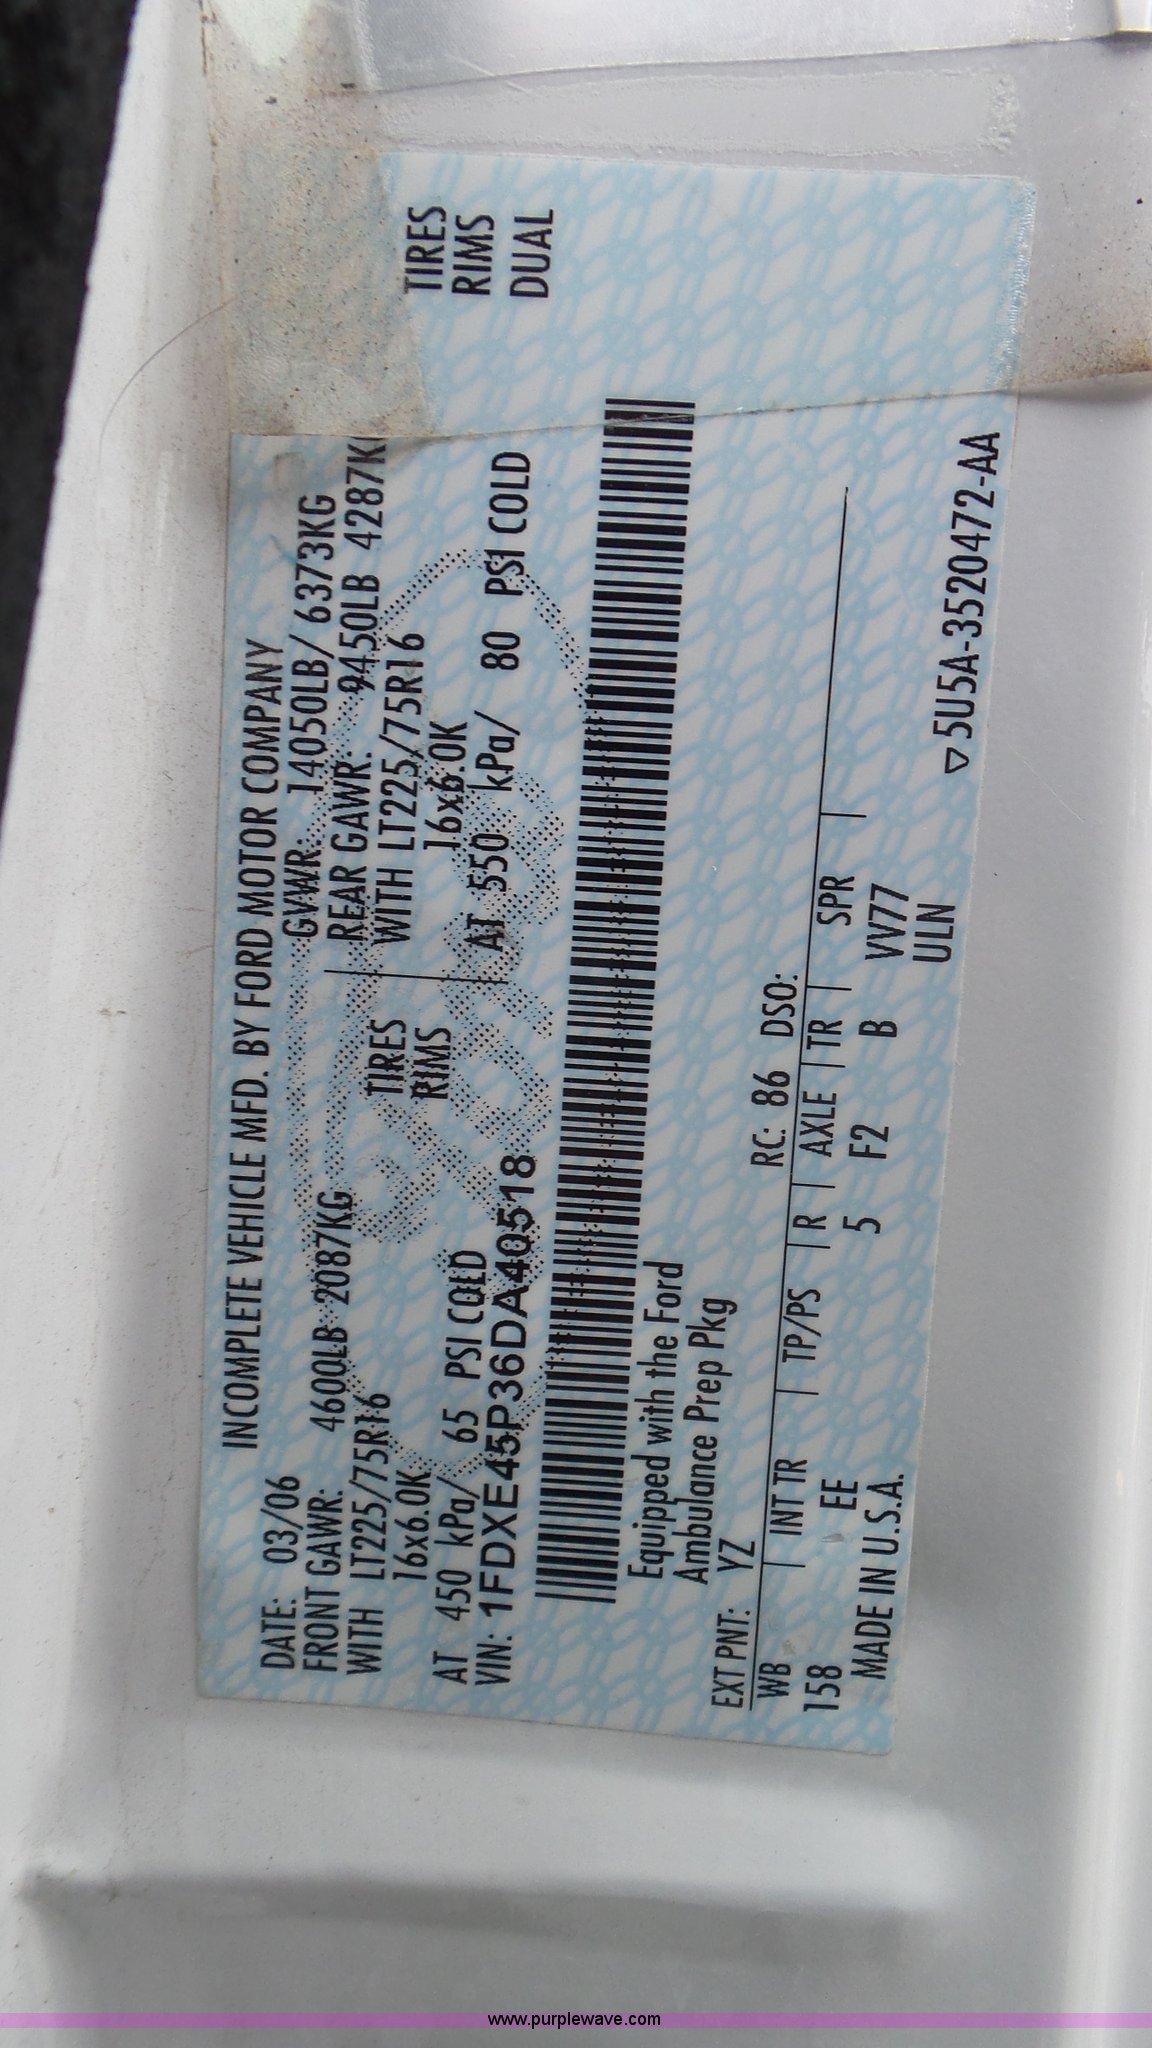 INCOMPLETE VEHICLE MFD. BY FORD MOTOR COMPANY
DATE: 03/06 GVWR: 14050LB/ 6373KG
FRONT GAWR: 4600LB 2087KG REAR GAWR: 9450LB 4287K
WITH LT225/75R16 TIRES WITH LT225/75R16 TIRES
16x6.0K RIMS 16x6.0K RIMS
AT 450 kPa/ 65 PSI COLD AT 550 kPa/ 80 PSI COLD DUAL
VIN: 1FDXE45P36DA40518
Equipped with the Ford
Ambulance Prep Pkg
EXT PNT: YZ RC: 86 DSO:
WB INT TR TP/PS R AXLE TR SPR
158 EE 5 F2 B VV77
MADE IN U.S.A. ULN
▽5U5A-3520472-AA
www.purplewave.com